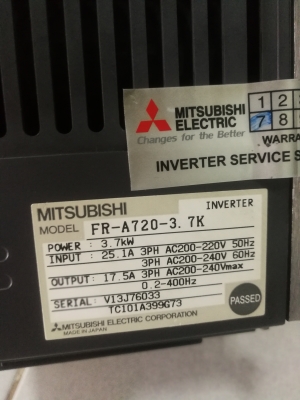 MITSUBISHI
ELECTRIC
Changes for the Better
1 2
7 8
WARRA
INVERTER SERVICE S
MITSUBISHI
INVERTER
MODEL FR-A720-3.7K
POWER : 3.7kW
INPUT : 25.1A 3PH AC200-220V 50Hz
3PH AC200-240V 60Hz
OUTPUT: 17.5A 3PH AC200-240Vmax
0.2-400Hz
SERIAL: V13J76033
TC101A399G73
PASSED
MITSUBISHI ELECTRIC CORPORATION
MADE IN JAPAN